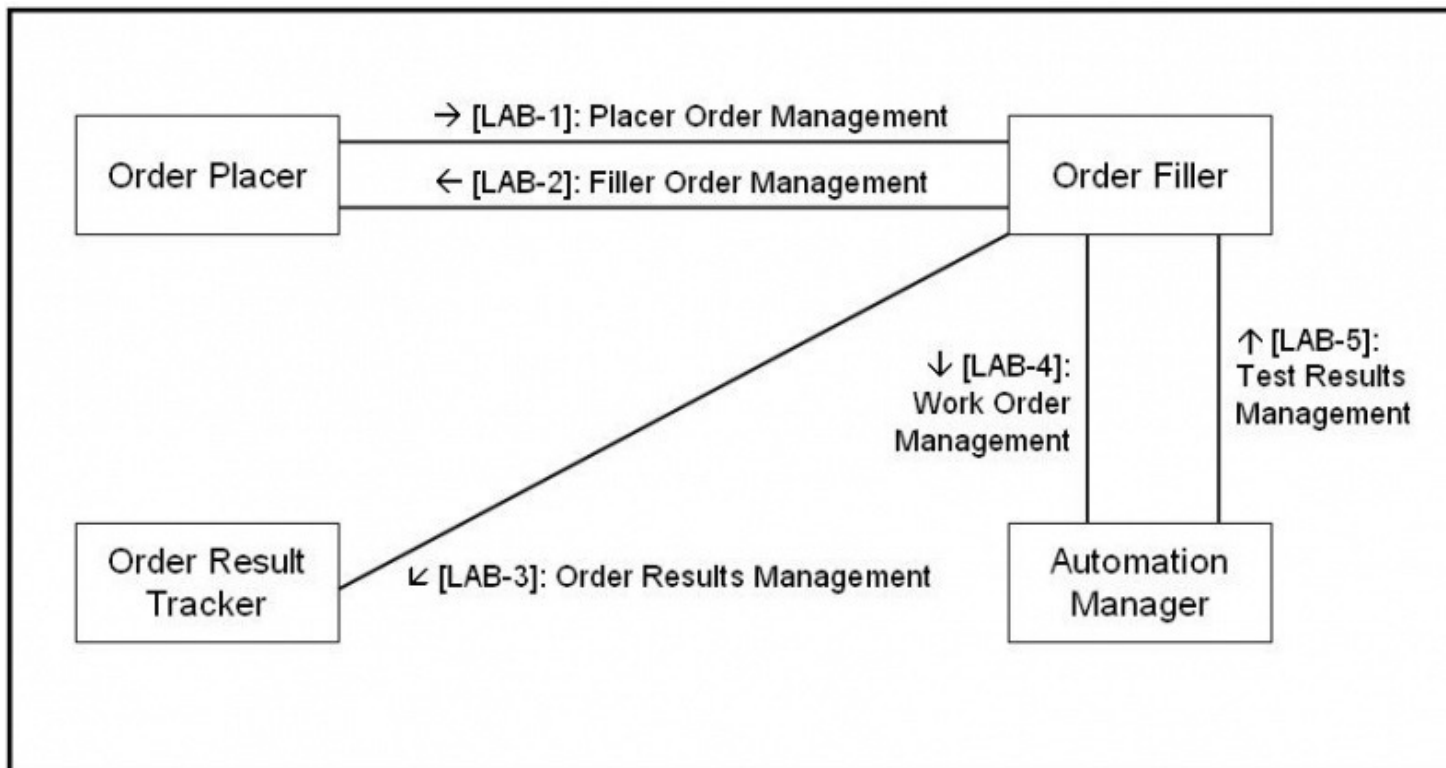 → [LAB-1]: Placer Order Management
Order Placer
← [LAB-2]: Filler Order Management
Order Filler
↓ [LAB-4]:
Work Order
Management
↑ [LAB-5]:
Test Results
Management
Order Result
Tracker
↙ [LAB-3]: Order Results Management
Automation
Manager